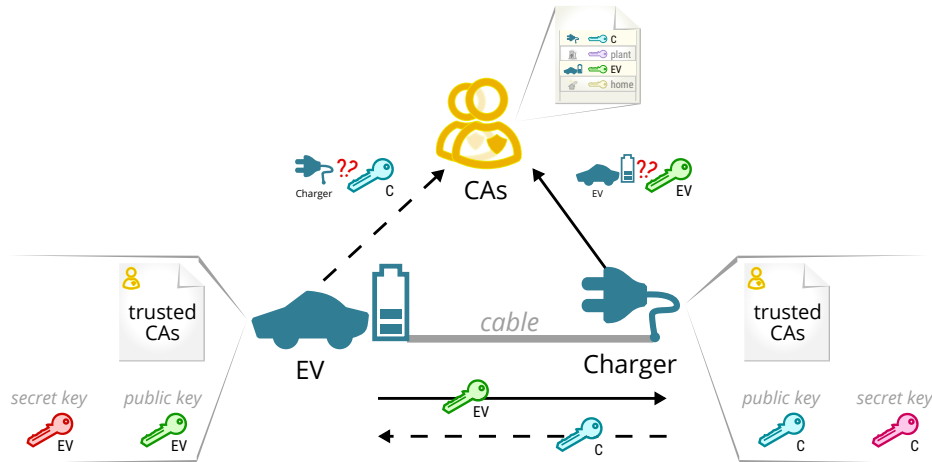 C
plant
EV
home
??
Charger
C
CAs
??
EV
EV
trusted
CAs
trusted
CAs
cable
EV
Charger
secret key
public key
EV
EV
EV
C
public key
secret key
C
C